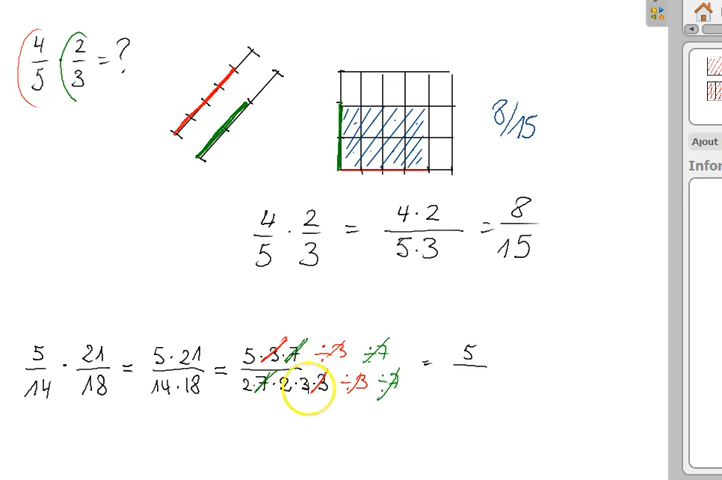 4/5 · 2/3 = ?
8/15
4/5 · 2/3 = 4·2/5·3 = 8/15
5/14 · 21/18 = 5·21/14·18 = 5·3·7/2·7·2·3·3 ÷3 ÷7 ÷3 ÷7 = 5
Ajout
Infor